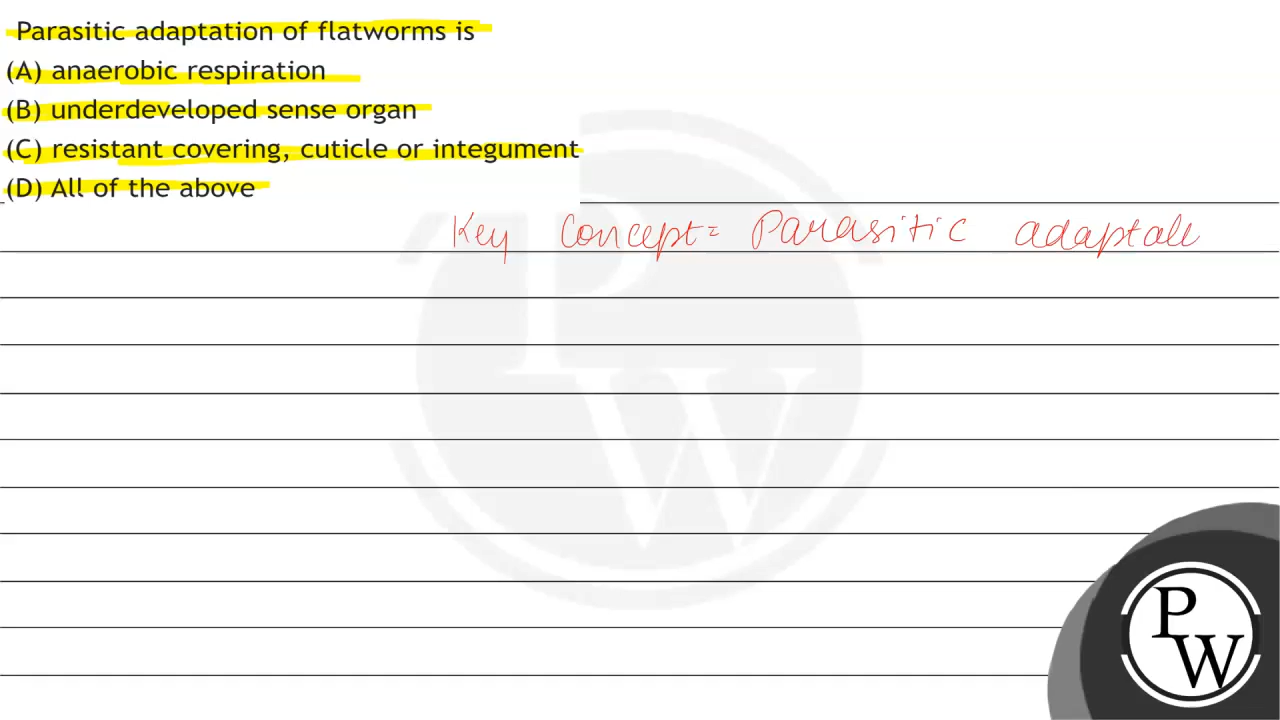 Parasitic adaptation of flatworms is
(A) anaerobic respiration
(B) underdeveloped sense organ
(C) resistant covering, cuticle or integument
(D) All of the above
Key Concept= Parasitic adaptati
P
W
P
W